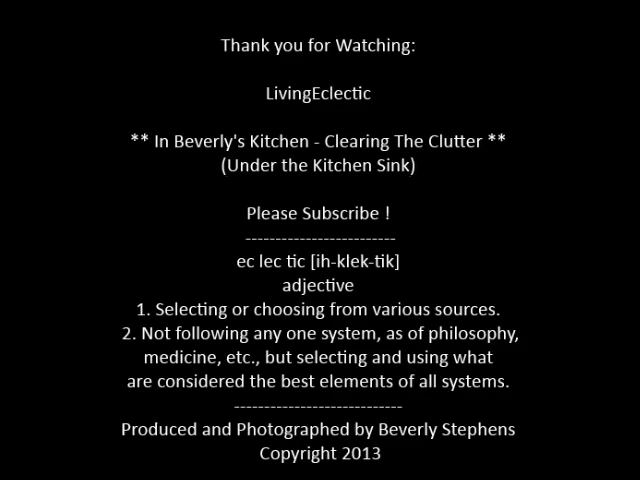 Thank you for Watching:
LivingEclectic
** In Beverly's Kitchen - Clearing The Clutter **
(Under the Kitchen Sink)
Please Subscribe !
-------------------------
ec lec tic [ih-klek-tik]
adjective
1. Selecting or choosing from various sources.
2. Not following any one system, as of philosophy,
medicine, etc., but selecting and using what
are considered the best elements of all systems.
----------------------------
Produced and Photographed by Beverly Stephens
Copyright 2013